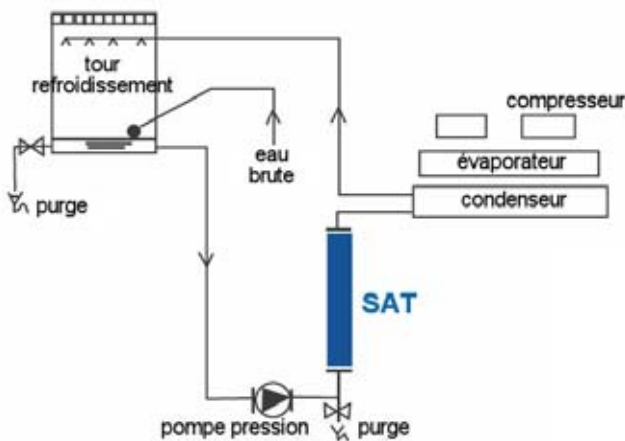 tour
refroidissement
compresseur
eau
brute
évaporateur
condenseur
purge
SAT
pompe pression
purge